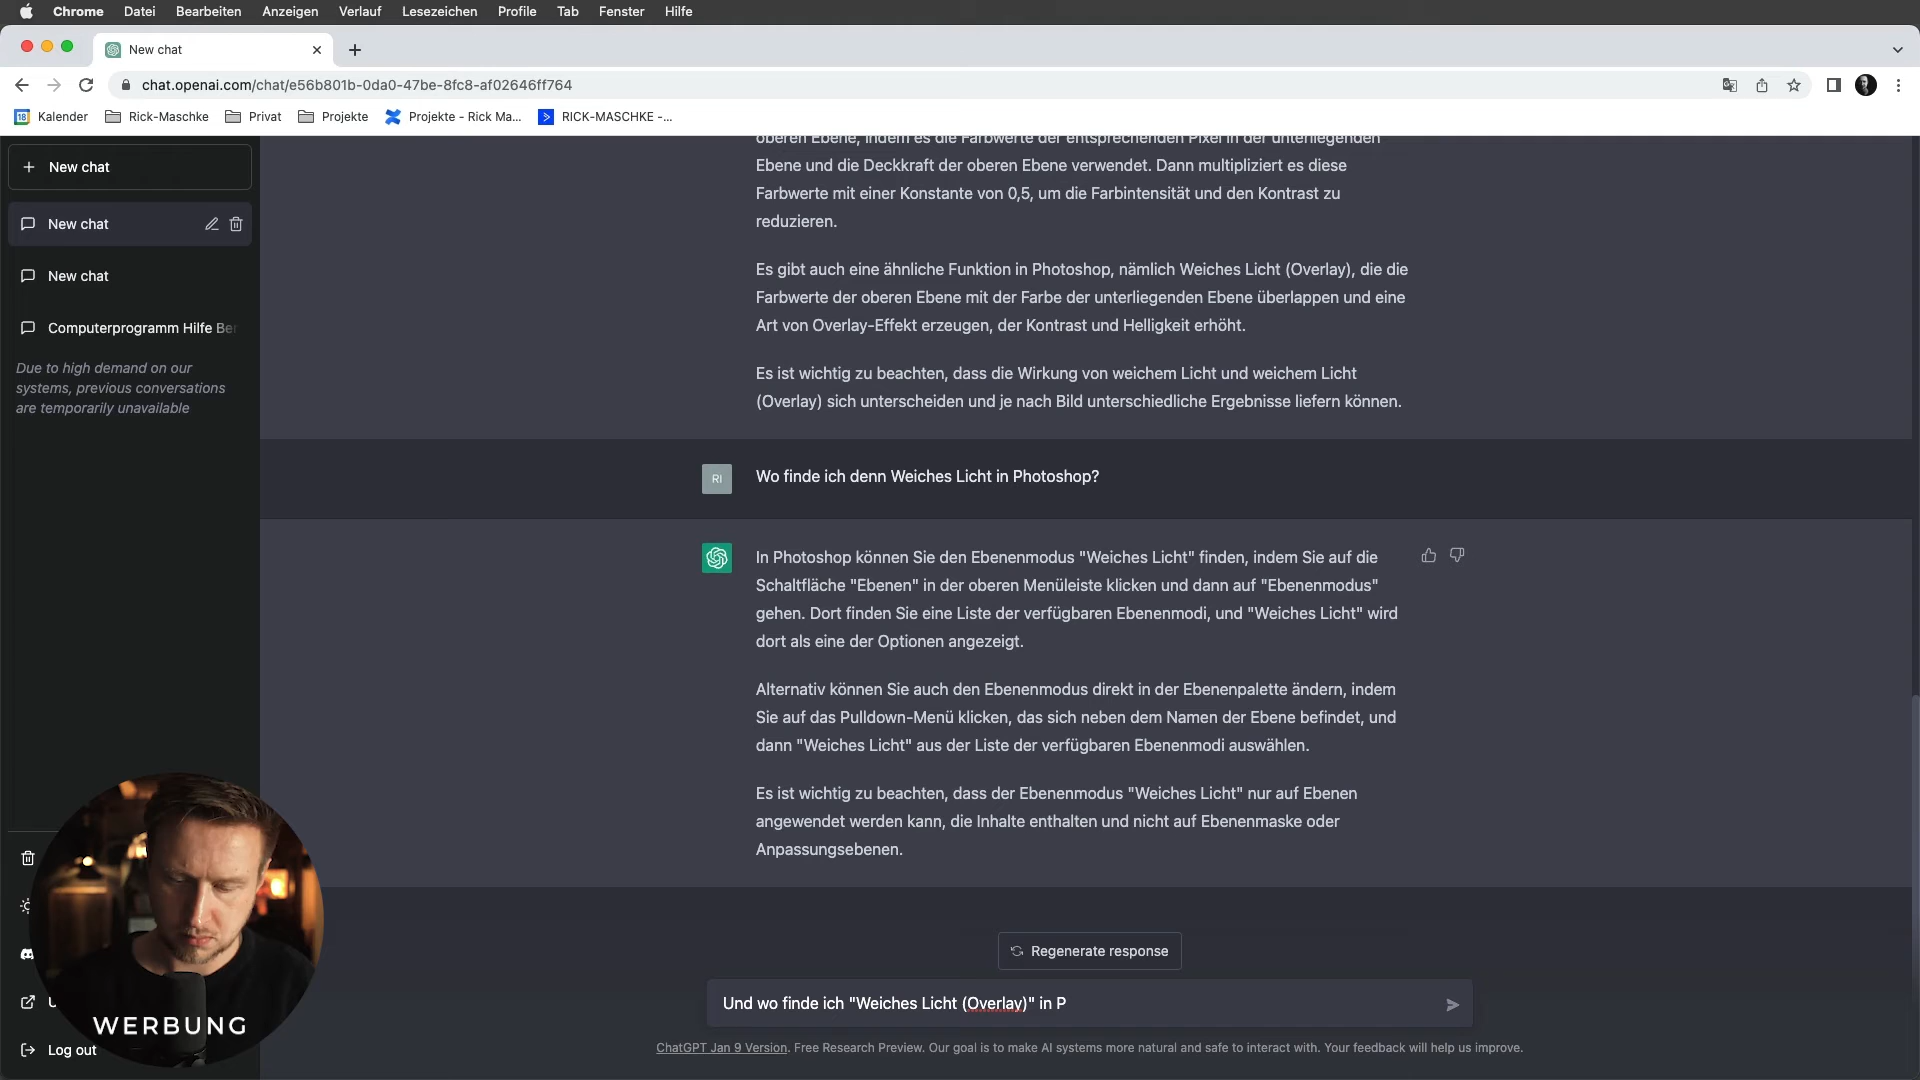 Chrome Datei Bearbeiten Anzeigen Verlauf Lesezeichen Profile Tab Fenster Hilfe
New chat
chat.openai.com/chat/e56b801b-0da0-47be-8fc8-af02646ff764
18 Kalender Rick-Maschke Privat Projekte Projekte - Rick Ma... RICK-MASCHKE -...
New chat
New chat
New chat
Computerprogramm Hilfe Ber
Due to high demand on our
systems, previous conversations
are temporarily unavailable
oberen Ebene, indem es die Farbwerte der entsprechenden Pixel in der unterliegenden
Ebene und die Deckkraft der oberen Ebene verwendet. Dann multipliziert es diese
Farbwerte mit einer Konstante von 0,5, um die Farbintensität und den Kontrast zu
reduzieren.
Es gibt auch eine ähnliche Funktion in Photoshop, nämlich Weiches Licht (Overlay), die die
Farbwerte der oberen Ebene mit der Farbe der unterliegenden Ebene überlappen und eine
Art von Overlay-Effekt erzeugen, der Kontrast und Helligkeit erhöht.
Es ist wichtig zu beachten, dass die Wirkung von weichem Licht und weichem Licht
(Overlay) sich unterscheiden und je nach Bild unterschiedliche Ergebnisse liefern können.
RI
Wo finde ich denn Weiches Licht in Photoshop?
In Photoshop können Sie den Ebenenmodus "Weiches Licht" finden, indem Sie auf die
Schaltfläche "Ebenen" in der oberen Menüleiste klicken und dann auf "Ebenenmodus"
gehen. Dort finden Sie eine Liste der verfügbaren Ebenenmodi, und "Weiches Licht" wird
dort als eine der Optionen angezeigt.
Alternativ können Sie auch den Ebenenmodus direkt in der Ebenenpalette ändern, indem
Sie auf das Pulldown-Menü klicken, das sich neben dem Namen der Ebene befindet, und
dann "Weiches Licht" aus der Liste der verfügbaren Ebenenmodi auswählen.
Es ist wichtig zu beachten, dass der Ebenenmodus "Weiches Licht" nur auf Ebenen
angewendet werden kann, die Inhalte enthalten und nicht auf Ebenenmaske oder
Anpassungsebenen.
Regenerate response
Und wo finde ich "Weiches Licht (Overlay)" in P
ChatGPT Jan 9 Version. Free Research Preview. Our goal is to make AI systems more natural and safe to interact with. Your feedback will help us improve.
WERBUNG
Log out